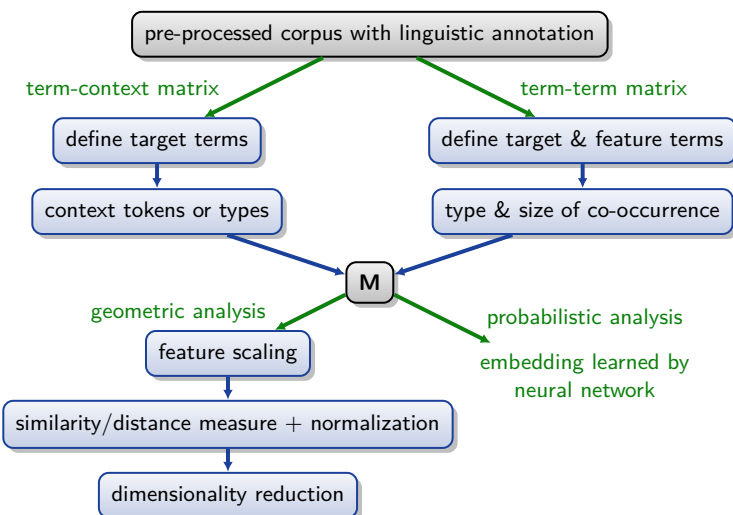 pre-processed corpus with linguistic annotation
term-context matrix
term-term matrix
define target terms
define target & feature terms
context tokens or types
type & size of co-occurrence
M
geometric analysis
probabilistic analysis
feature scaling
embedding learned by
neural network
similarity/distance measure + normalization
dimensionality reduction